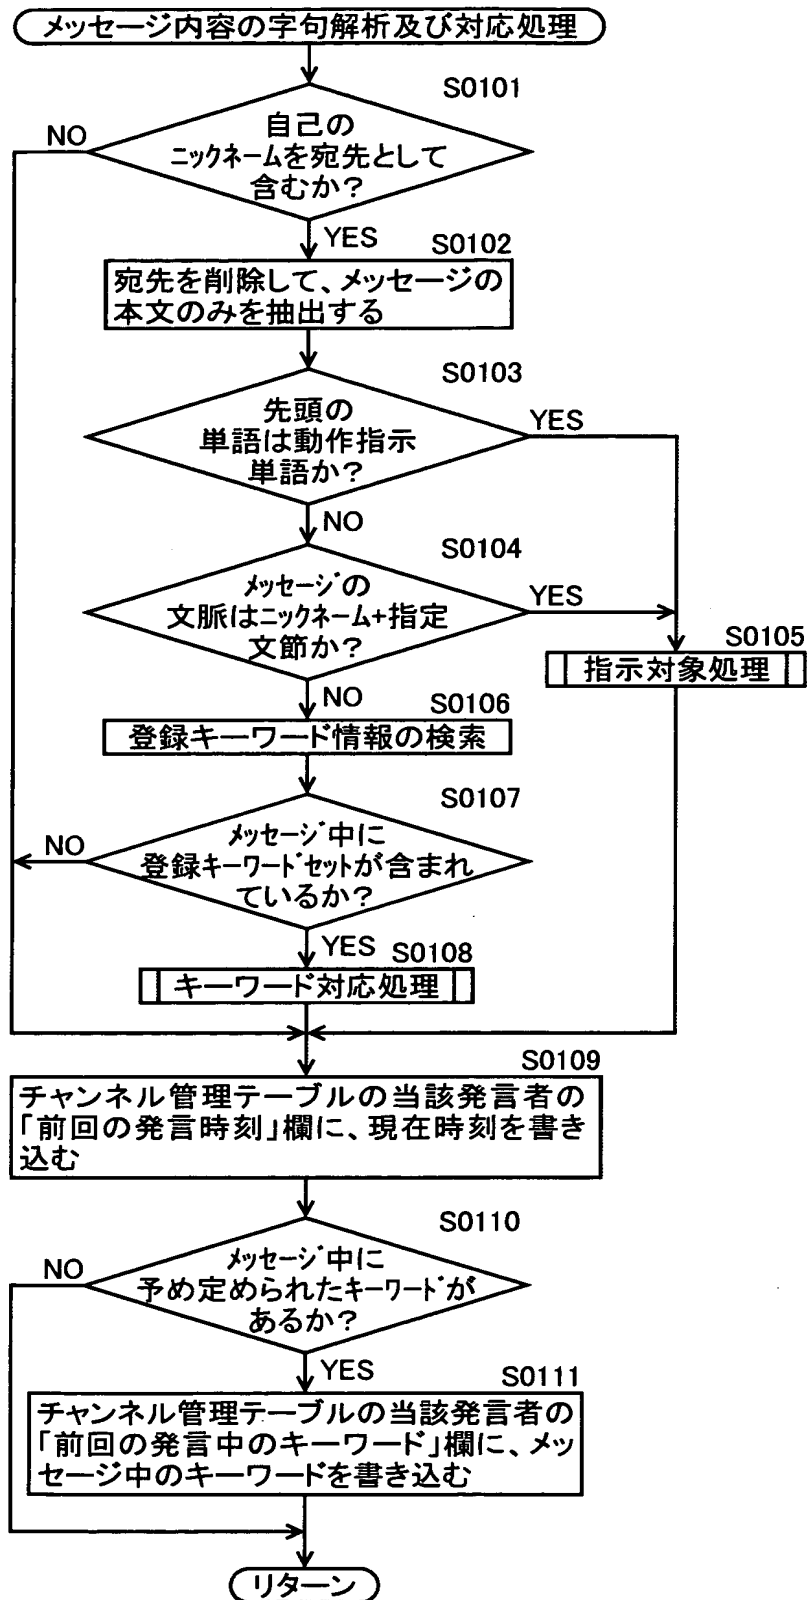 メッセージ内容の字句解析及び対応処理
S0101
自己の
ニックネームを宛先として
含むか？
NO
YES
S0102
宛先を削除して、メッセージの
本文のみを抽出する
S0103
先頭の
単語は動作指示
単語か？
YES
NO
S0104
メッセージの
文脈はニックネーム+指定
文節か？
YES
S0105
指示対象処理
NO
S0106
登録キーワード情報の検索
S0107
メッセージ中に
登録キーワードセットが含まれ
ているか？
NO
YES
S0108
キーワード対応処理
S0109
チャンネル管理テーブルの当該発言者の
「前回の発言時刻」欄に、現在時刻を書き
込む
S0110
メッセージ中に
予め定められたキーワードが
あるか？
NO
YES
S0111
チャンネル管理テーブルの当該発言者の
「前回の発言中のキーワード」欄に、メッ
セージ中のキーワードを書き込む
リターン